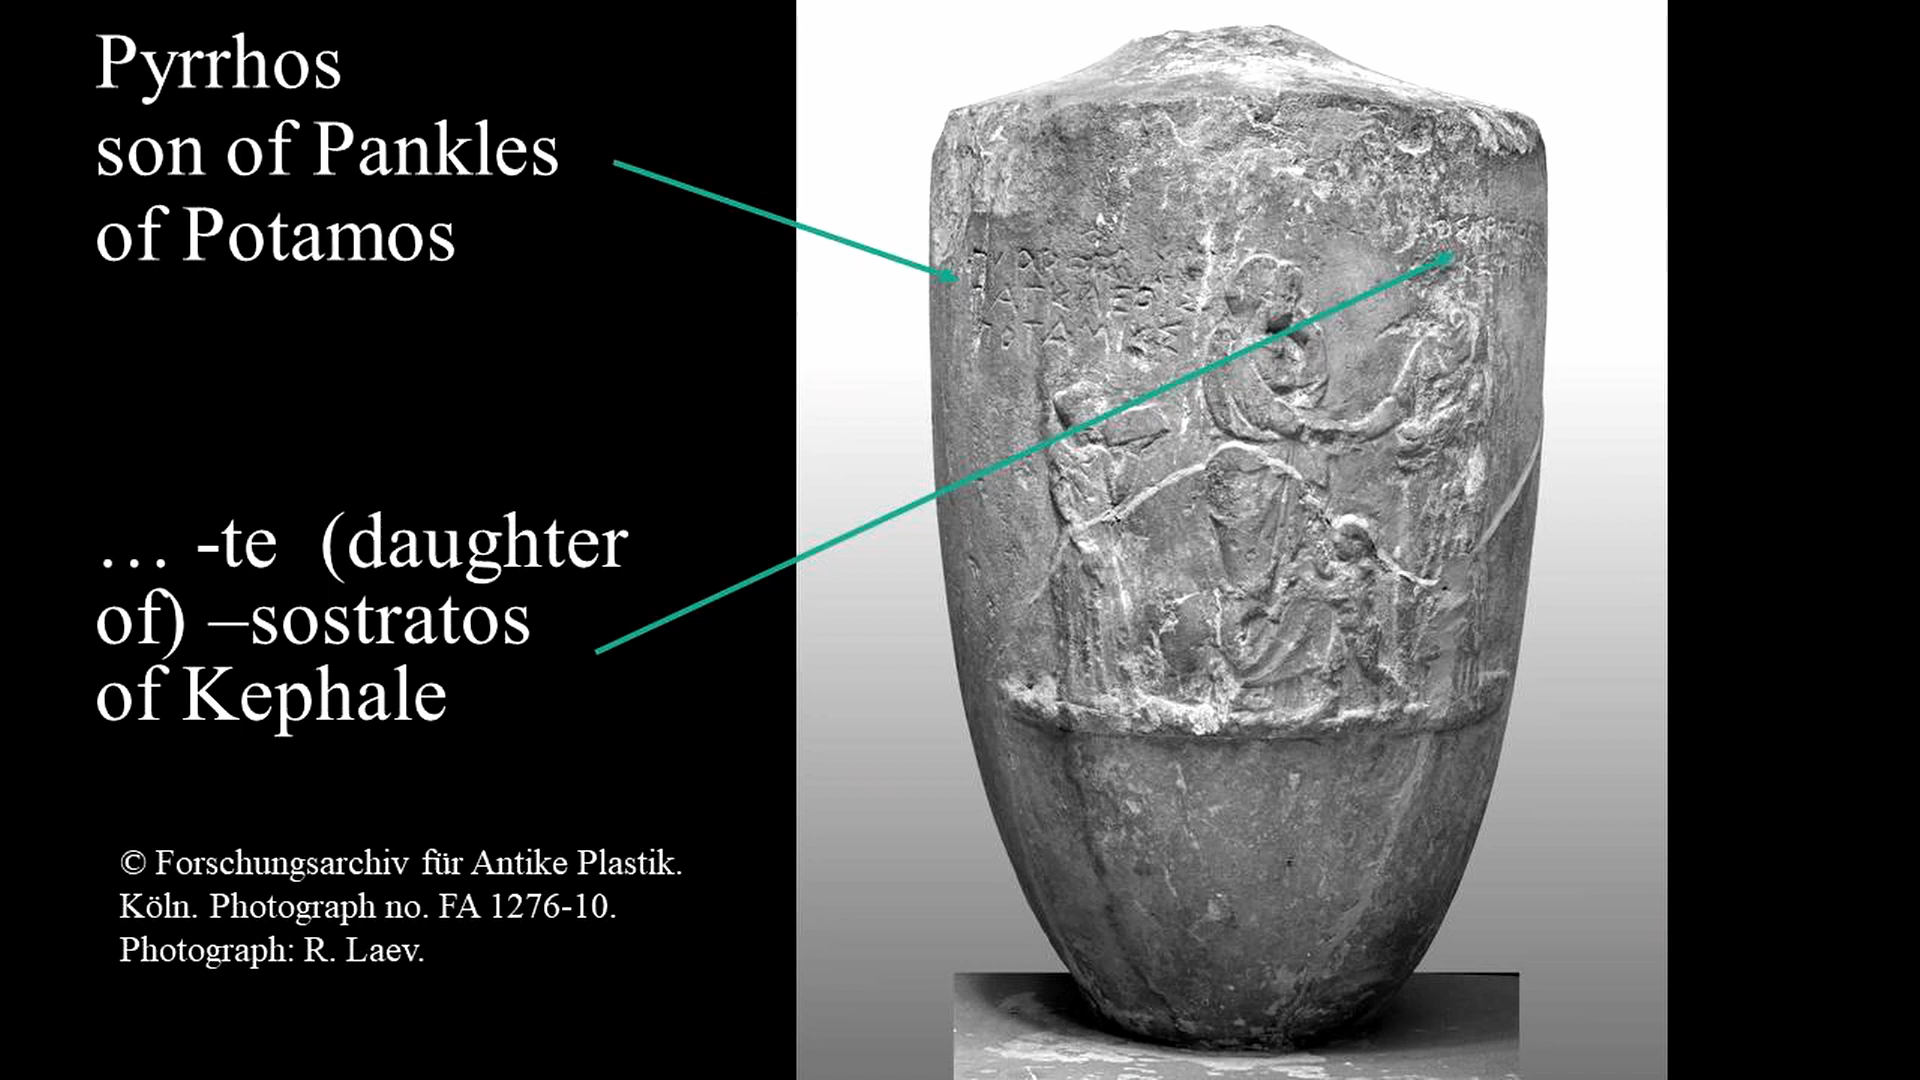 Pyrrhos
son of Pankles
of Potamos
… -te (daughter
of) –sostratos
of Kephale
© Forschungsarchiv für Antike Plastik.
Köln. Photograph no. FA 1276-10.
Photograph: R. Laev.